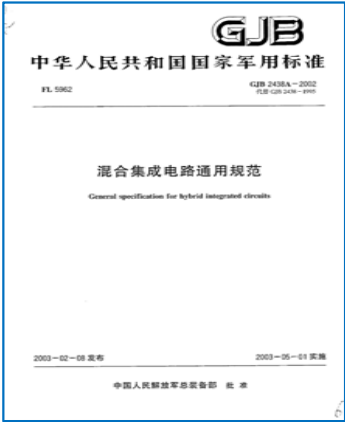 GJB
中华人民共和国国家军用标准
FL 5962
GJB 2438A-2002
代替 GJB 2438-1995
混合集成电路通用规范
General specification for hybrid integrated circuits
2003-02-08 发布
2003-05-01 实施
中国人民解放军总装备部 批准